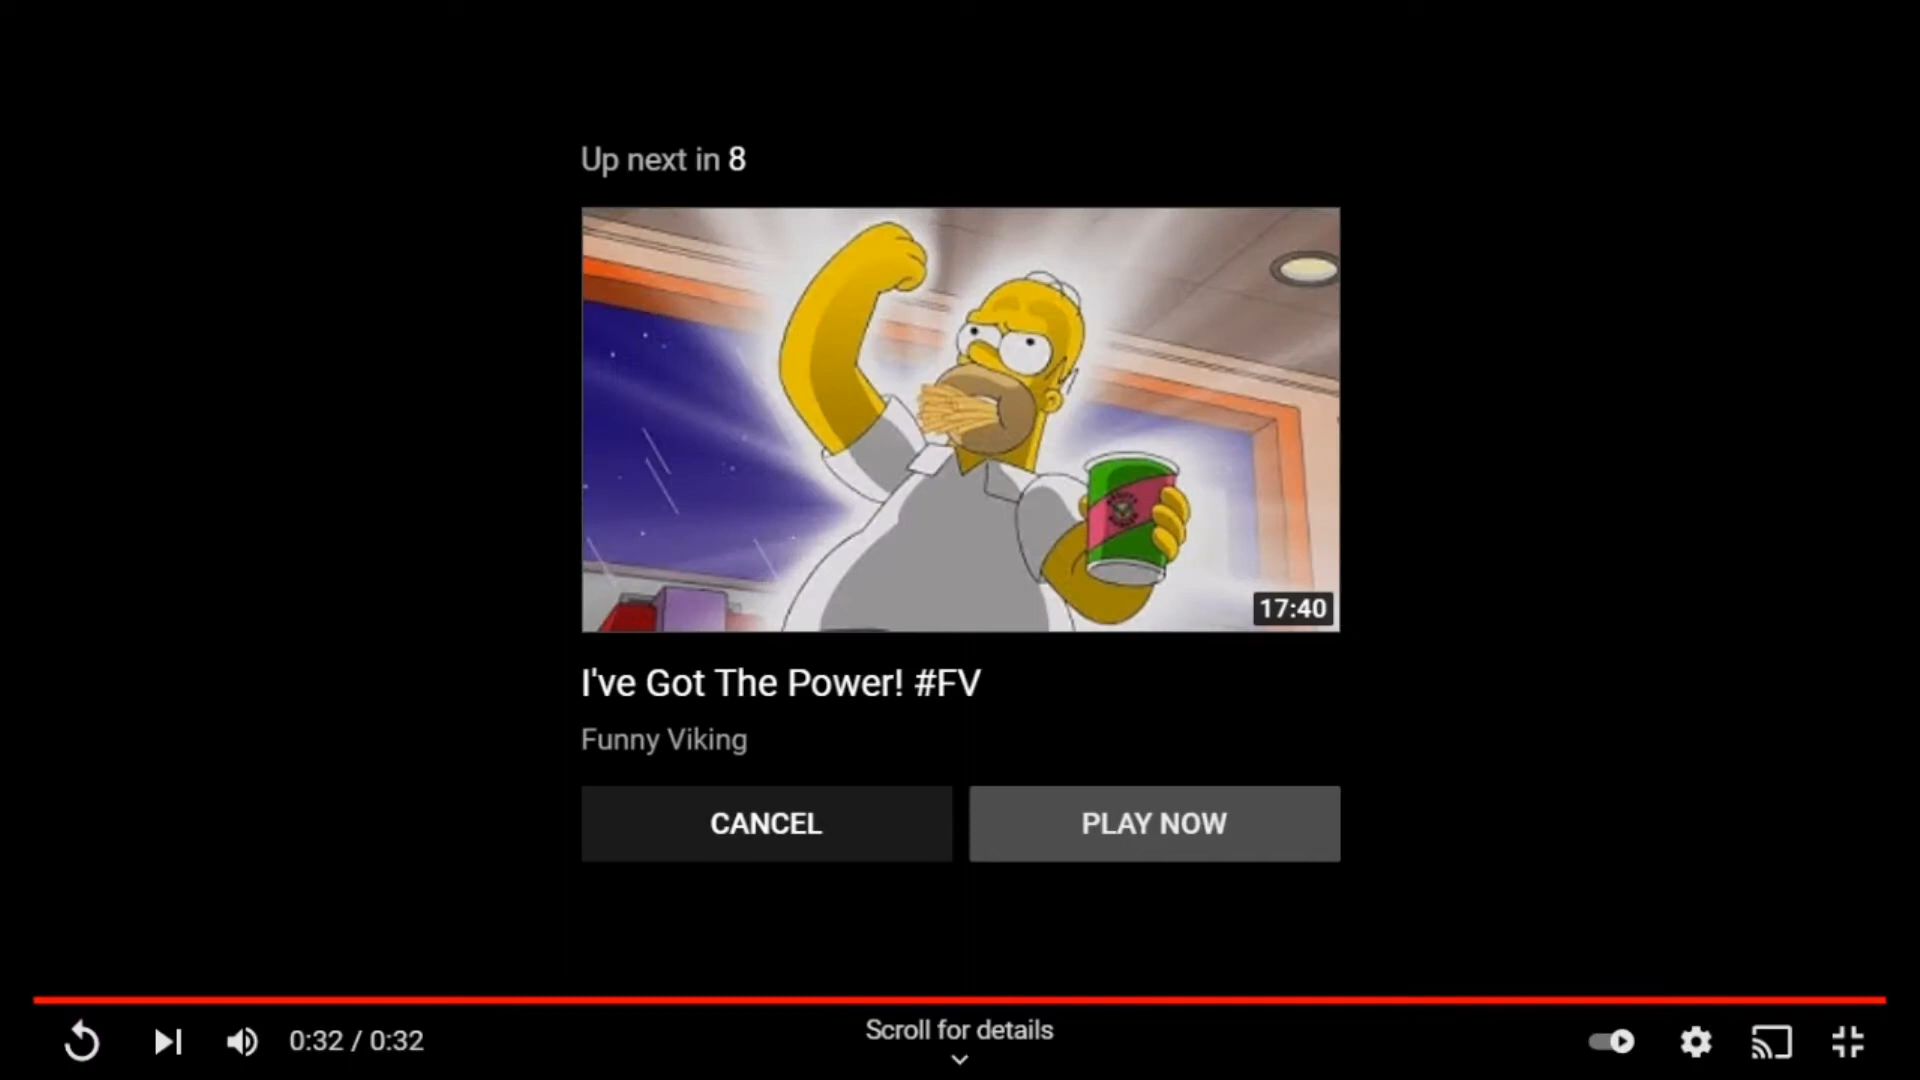 Up next in 8
17:40
I've Got The Power! #FV
Funny Viking
CANCEL
PLAY NOW
0:32 / 0:32
Scroll for details